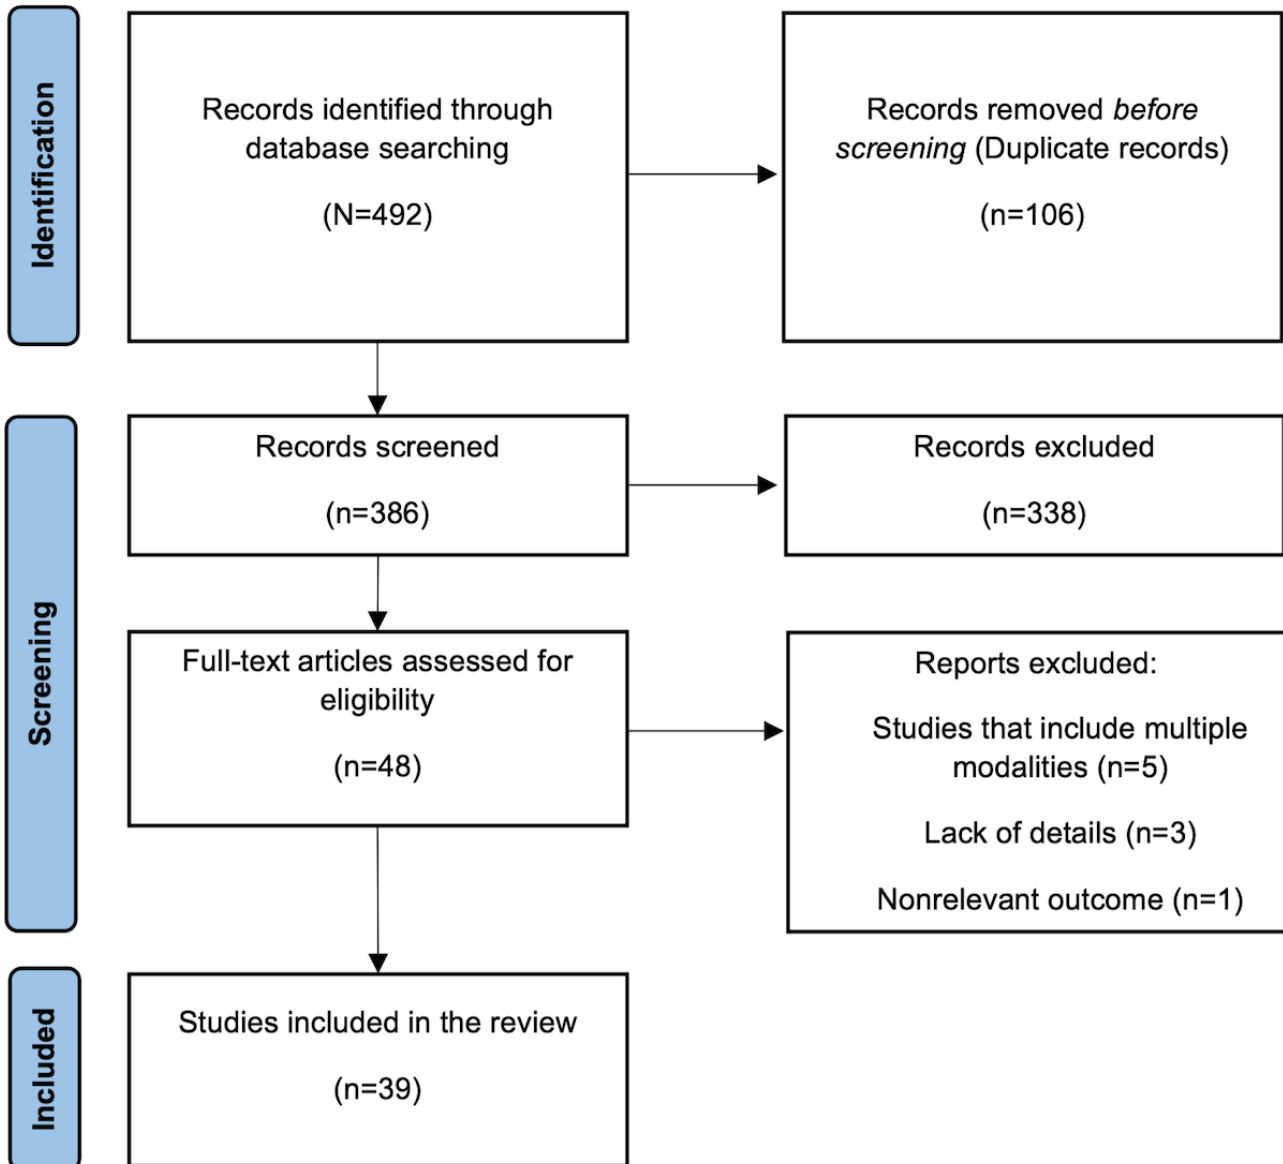 Identification
Records identified through
database searching
(N=492)
Records removed before
screening (Duplicate records)
(n=106)
Screening
Records screened
(n=386)
Records excluded
(n=338)
Full-text articles assessed for
eligibility
(n=48)
Reports excluded:
Studies that include multiple
modalities (n=5)
Lack of details (n=3)
Nonrelevant outcome (n=1)
Included
Studies included in the review
(n=39)